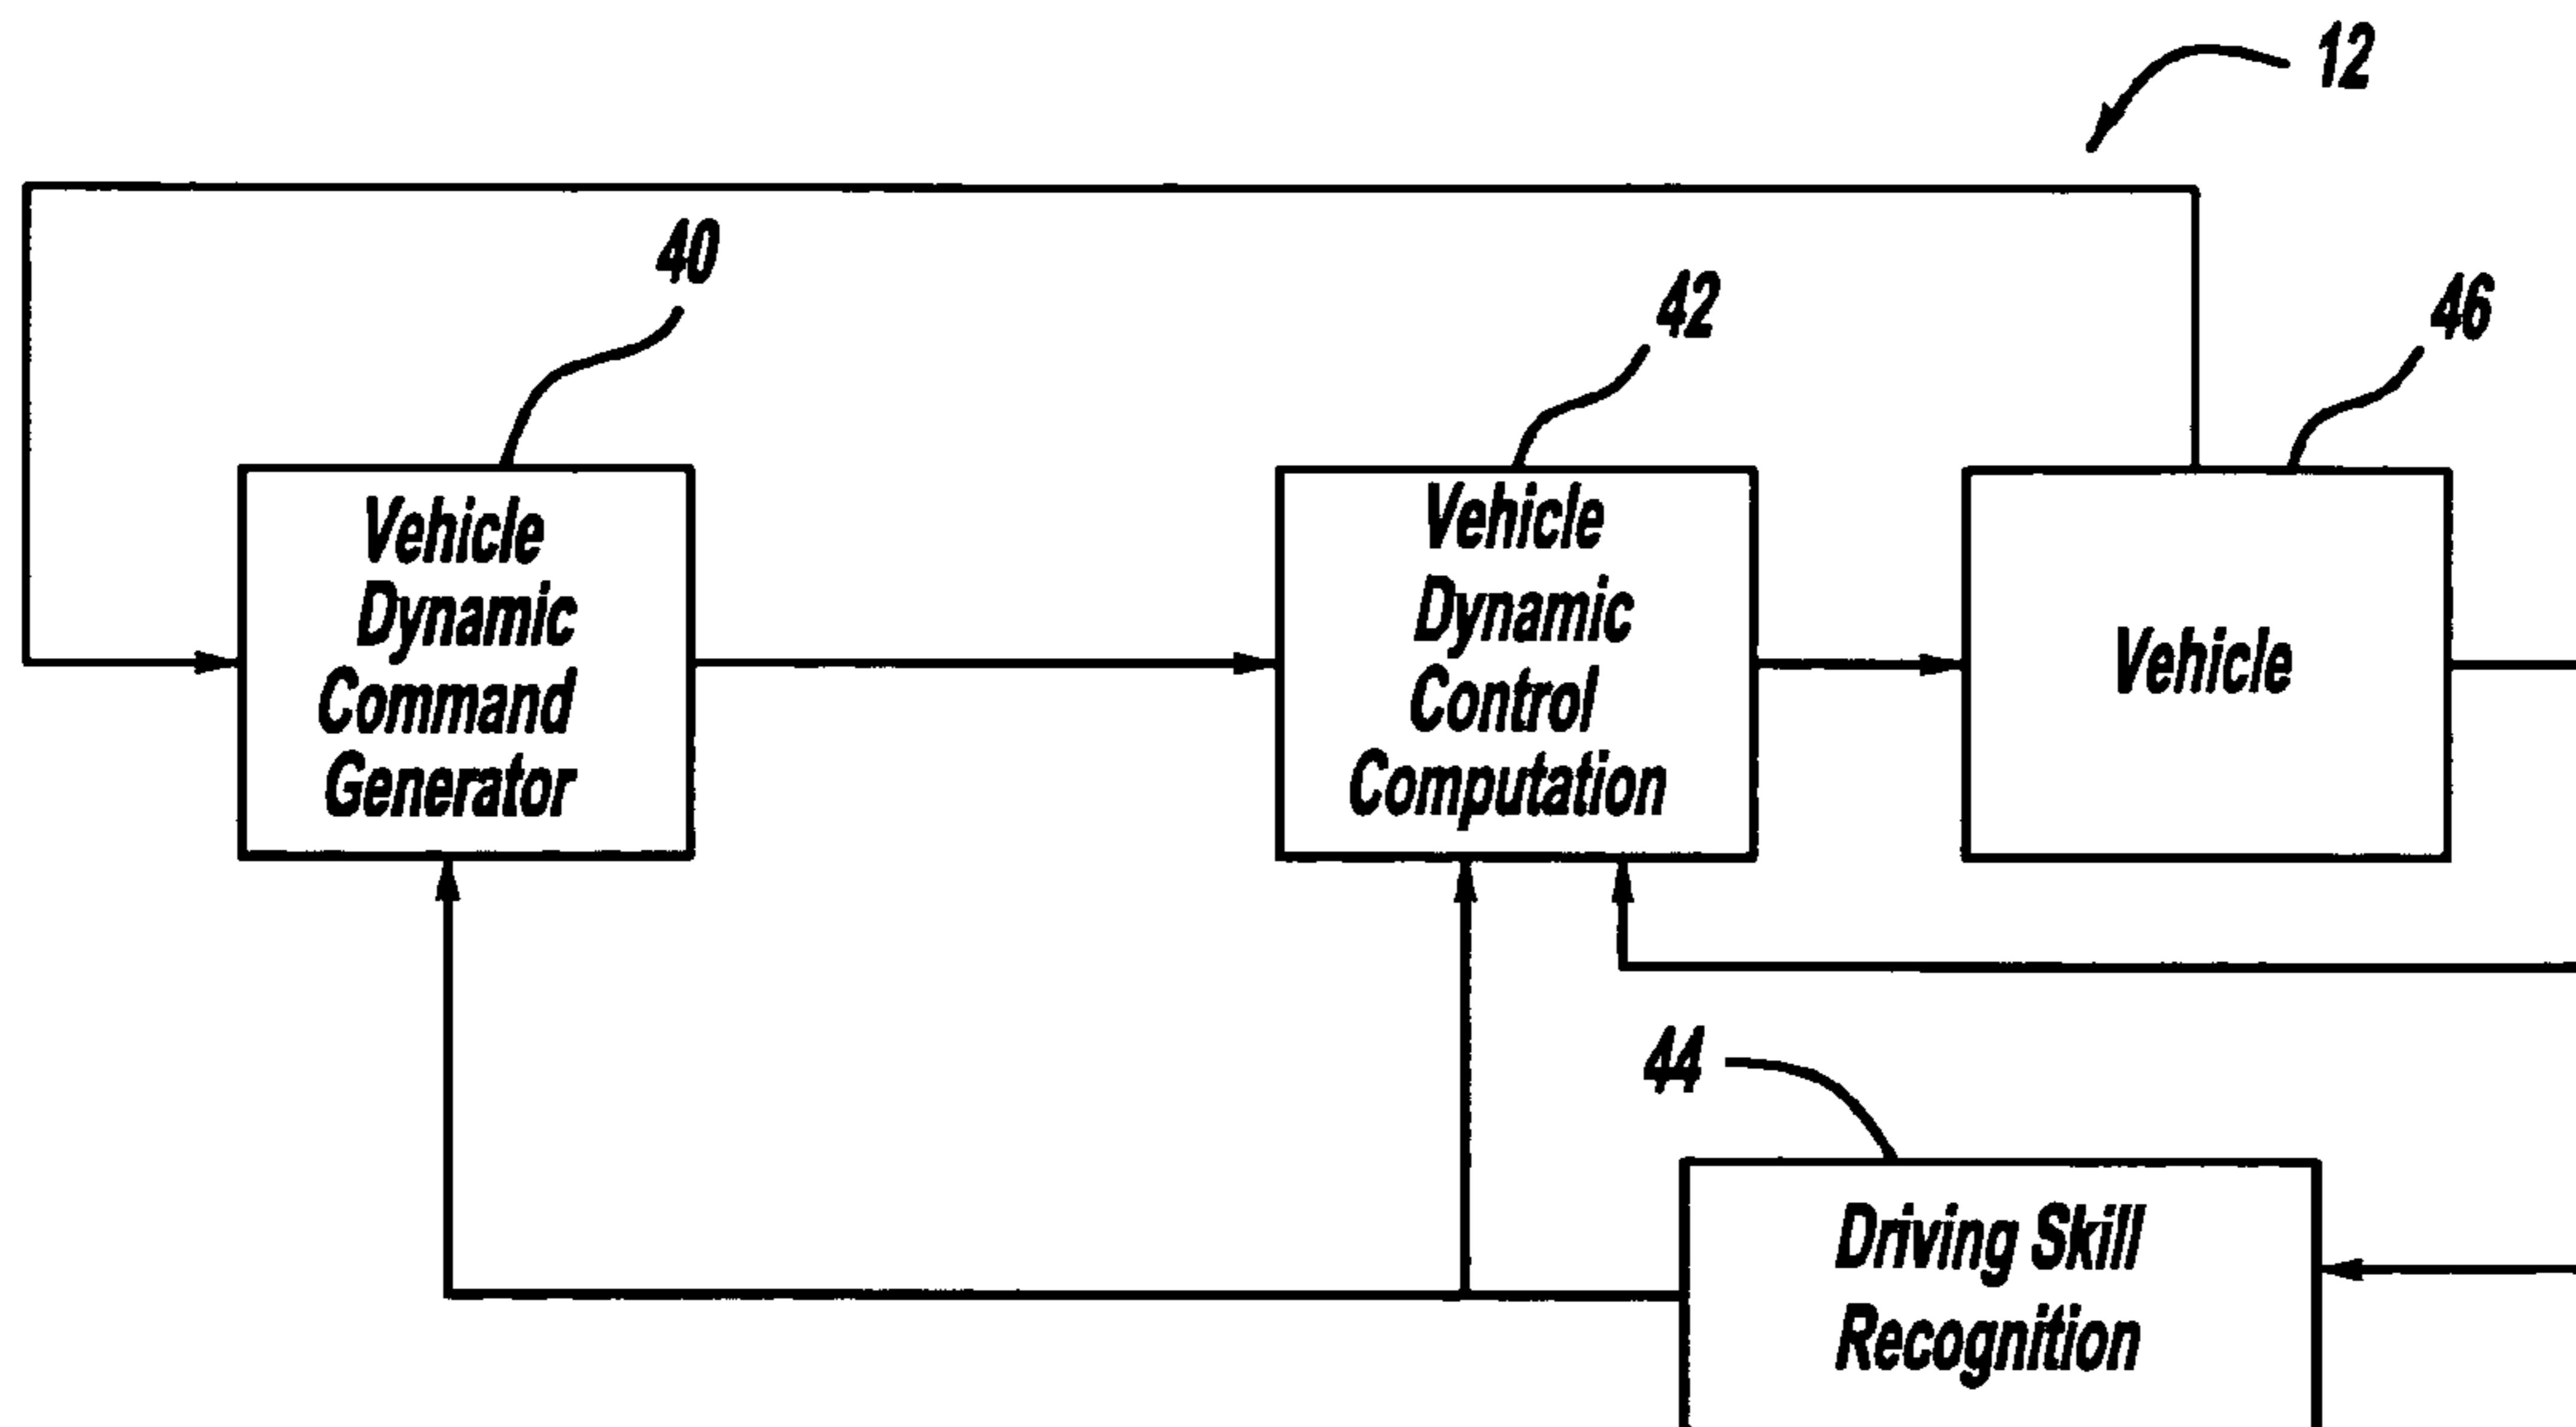 12
40
42
46
Vehicle
Dynamic
Command
Generator
Vehicle
Dynamic
Control
Computation
Vehicle
44
Driving Skill
Recognition